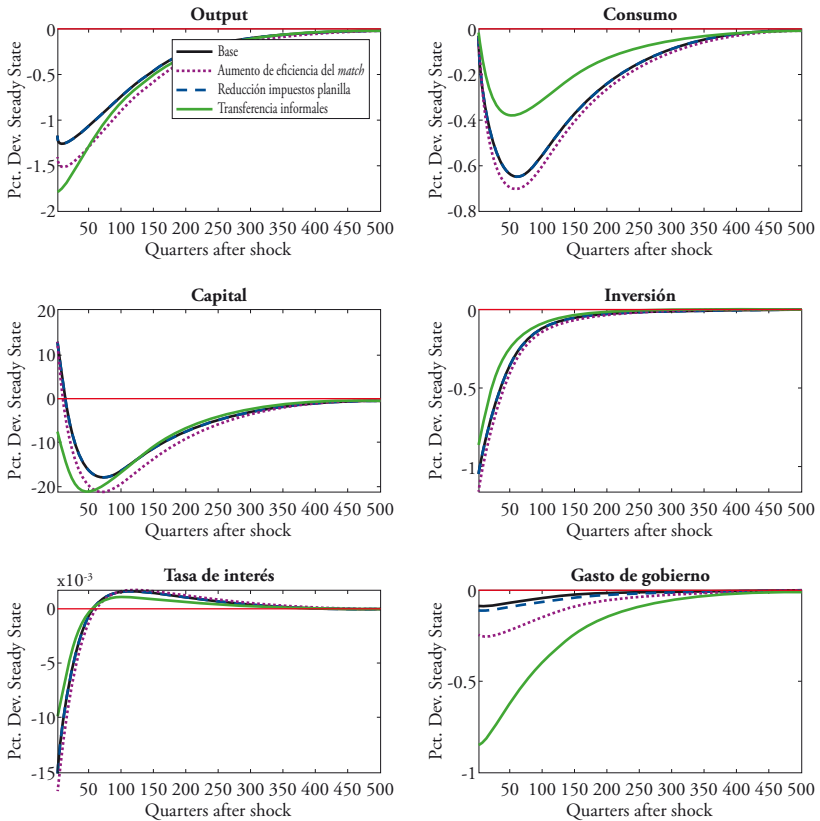 Output
Pct. Dev. Steady State
0
-0.5
-1
-1.5
-2
Base
Aumento de eficiencia del match
Reducción impuestos planilla
Transferencia informales
50 100 150 200 250 300 350 400 450 500
Quarters after shock
Consumo
Pct. Dev. Steady State
0
-0.2
-0.4
-0.6
-0.8
50 100 150 200 250 300 350 400 450 500
Quarters after shock
Capital
Pct. Dev. Steady State
20
10
0
-10
-20
50 100 150 200 250 300 350 400 450 500
Quarters after shock
Inversión
Pct. Dev. Steady State
0
-0.5
-1
50 100 150 200 250 300 350 400 450 500
Quarters after shock
Tasa de interés
x10-3
Pct. Dev. Steady State
0
-5
-10
-15
50 100 150 200 250 300 350 400 450 500
Quarters after shock
Gasto de gobierno
Pct. Dev. Steady State
0
-0.5
-1
50 100 150 200 250 300 350 400 450 500
Quarters after shock